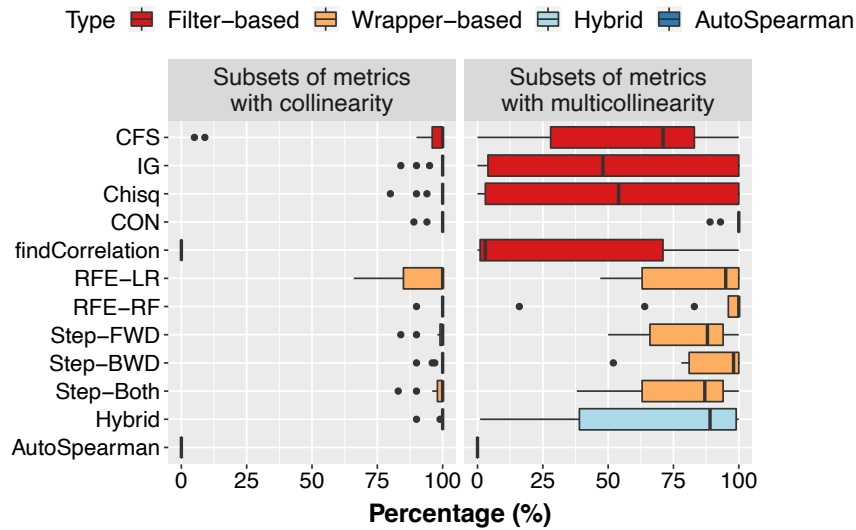 Type Filter−based Wrapper−based Hybrid AutoSpearman
Subsets of metrics
with collinearity
Subsets of metrics
with multicollinearity
CFS
IG
Chisq
CON
findCorrelation
RFE−LR
RFE−RF
Step−FWD
Step−BWD
Step−Both
Hybrid
AutoSpearman
0 25 50 75 100 0 25 50 75 100
Percentage (%)